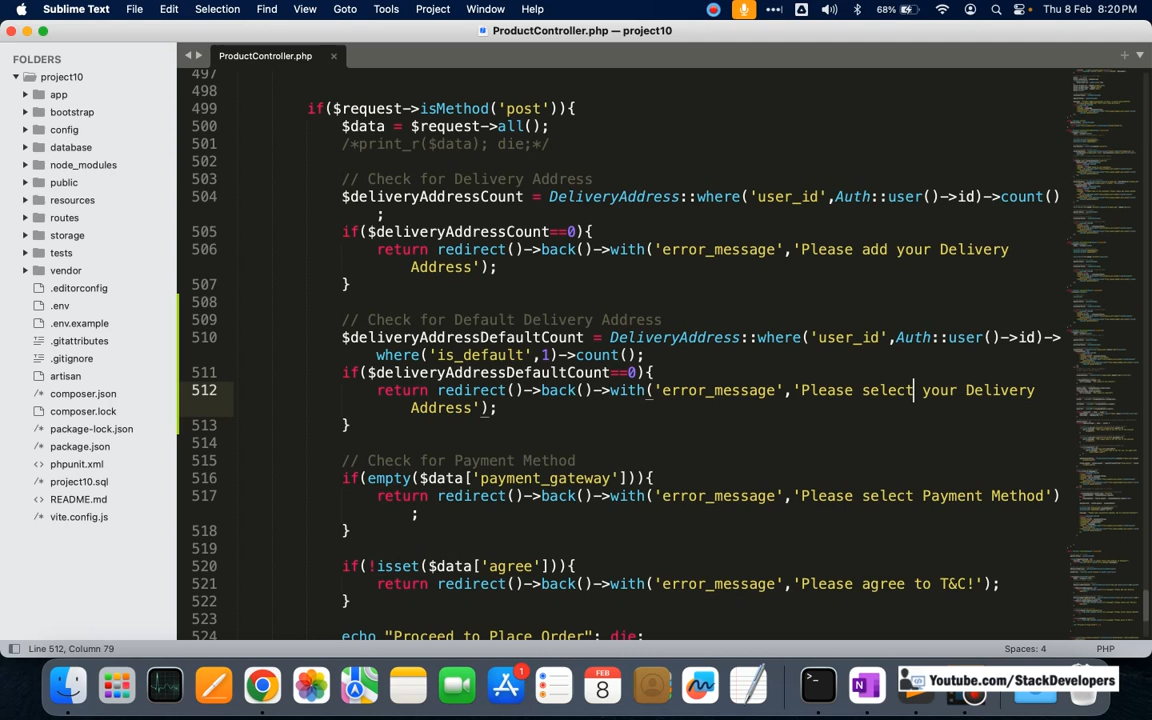 Sublime Text File Edit Selection Find View Goto Tools Project Window Help 68% Thu 8 Feb 8:20 PM
ProductController.php — project10
FOLDERS
project10
app
bootstrap
config
database
node_modules
public
resources
routes
storage
tests
vendor
.editorconfig
.env
.env.example
.gitattributes
.gitignore
artisan
composer.json
composer.lock
package-lock.json
package.json
phpunit.xml
project10.sql
README.md
vite.config.js
ProductController.php
497
498
499 if($request->isMethod('post')){
500 $data = $request->all();
501 /*print_r($data); die;*/
502
503 // Check for Delivery Address
504 $deliveryAddressCount = DeliveryAddress::where('user_id',Auth::user()->id)->count()
;
505 if($deliveryAddressCount==0){
506 return redirect()->back()->with('error_message','Please add your Delivery
Address');
507 }
508
509 // Check for Default Delivery Address
510 $deliveryAddressDefaultCount = DeliveryAddress::where('user_id',Auth::user()->id)->
where('is_default',1)->count();
511 if($deliveryAddressDefaultCount==0){
512 return redirect()->back()->with('error_message','Please select your Delivery
Address');
513 }
514
515 // Check for Payment Method
516 if(empty($data['payment_gateway'])){
517 return redirect()->back()->with('error_message','Please select Payment Method')
;
518 }
519
520 if(!isset($data['agree'])){
521 return redirect()->back()->with('error_message','Please agree to T&C!');
522 }
523
524 echo "Proceed to Place Order"; die;
Line 512, Column 79 Spaces: 4 PHP
FEB
8
1
Youtube.com/StackDevelopers